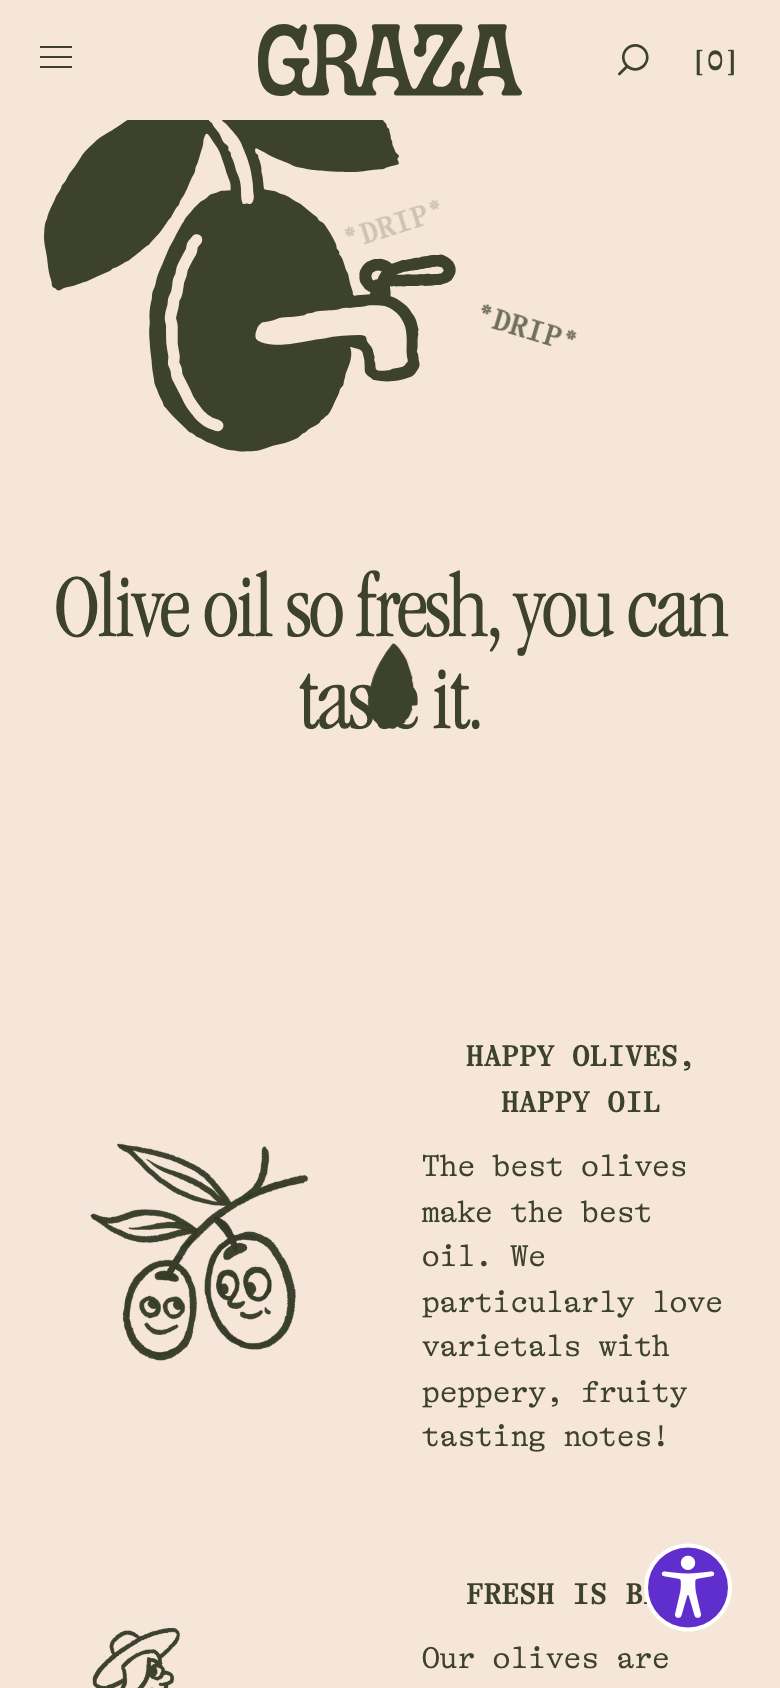 GRAZA
[0]
*DRIP*
*DRIP*
Olive oil so fresh, you can
taste it.
HAPPY OLIVES,
HAPPY OIL
The best olives
make the best
oil. We
particularly love
varietals with
peppery, fruity
tasting notes!
FRESH IS
Our olives are